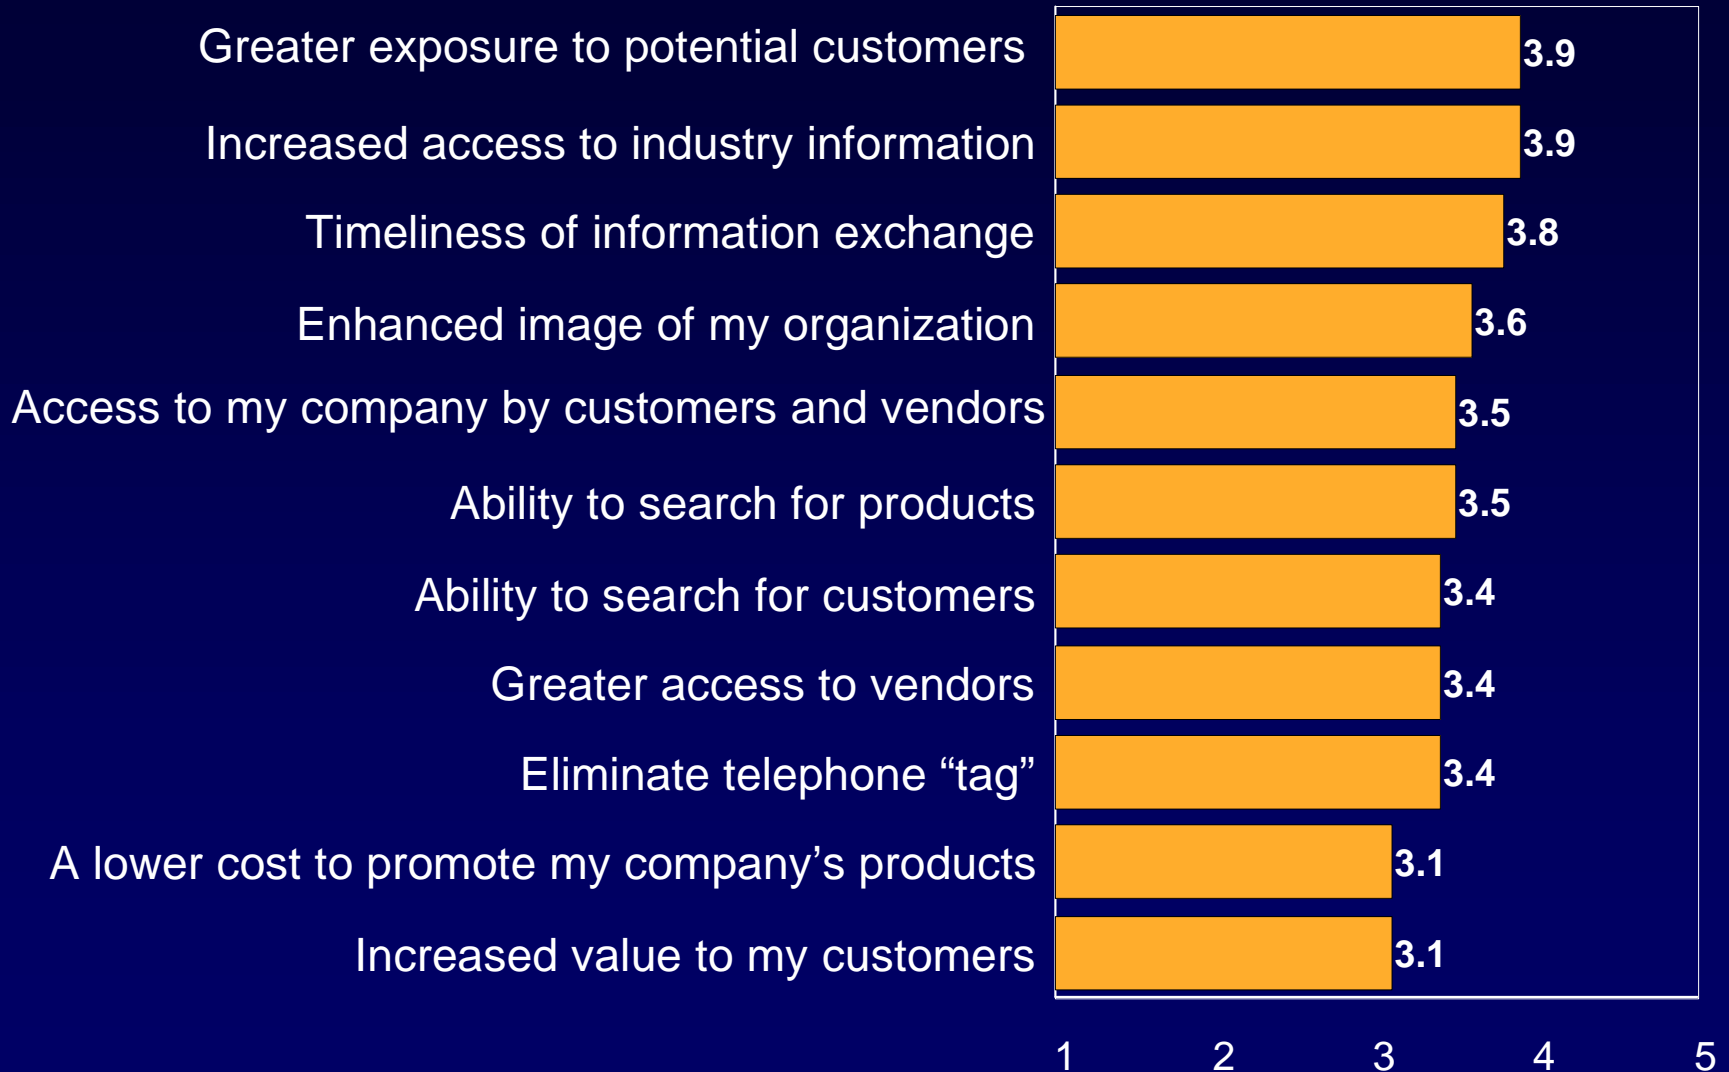 Greater exposure to potential customers 3.9
Increased access to industry information 3.9
Timeliness of information exchange 3.8
Enhanced image of my organization 3.6
Access to my company by customers and vendors 3.5
Ability to search for products 3.5
Ability to search for customers 3.4
Greater access to vendors 3.4
Eliminate telephone “tag” 3.4
A lower cost to promote my company’s products 3.1
Increased value to my customers 3.1
1 2 3 4 5